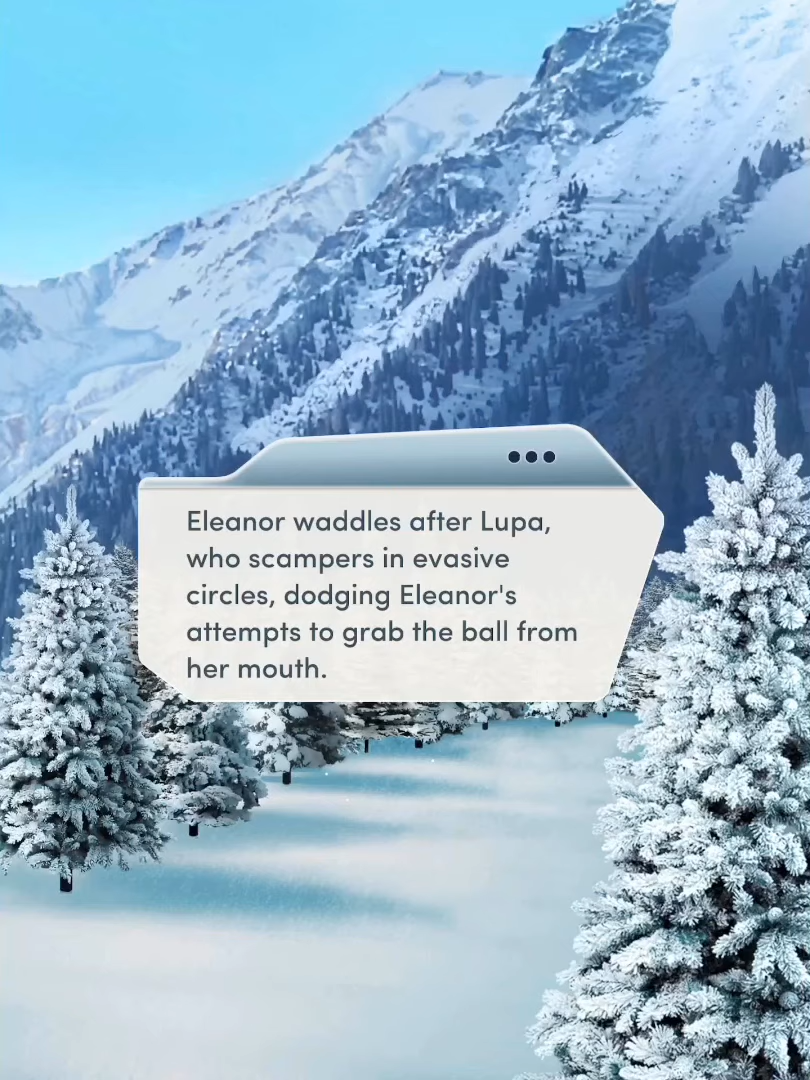 Eleanor waddles after Lupa,
who scampers in evasive
circles, dodging Eleanor's
attempts to grab the ball from
her mouth.